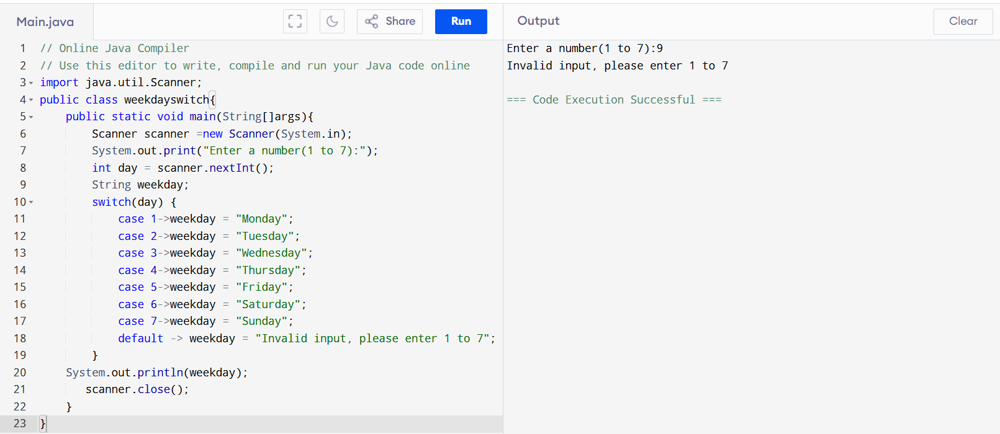 Main.java
Share
Run
Output
Clear
1 // Online Java Compiler
2 // Use this editor to write, compile and run your Java code online
3 import java.util.Scanner;
4 public class weekdayswitch{
5     public static void main(String[]args){
6         Scanner scanner =new Scanner(System.in);
7         System.out.print("Enter a number(1 to 7):");
8         int day = scanner.nextInt();
9         String weekday;
10         switch(day) {
11             case 1->weekday = "Monday";
12             case 2->weekday = "Tuesday";
13             case 3->weekday = "Wednesday";
14             case 4->weekday = "Thursday";
15             case 5->weekday = "Friday";
16             case 6->weekday = "Saturday";
17             case 7->weekday = "Sunday";
18             default -> weekday = "Invalid input, please enter 1 to 7";
19         }
20     System.out.println(weekday);
21        scanner.close();
22     }
23 }
Enter a number(1 to 7):9
Invalid input, please enter 1 to 7
=== Code Execution Successful ===